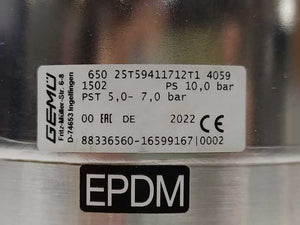 GEMÜ
Fritz-Müller-Str. 6-8
D-74653 Ingelfingen
650 25T59411712T1 4059
1502 PS 10,0 bar
PST 5,0- 7,0 bar
00 DE 2022 CE
88336560-16599167|0002
EPDM